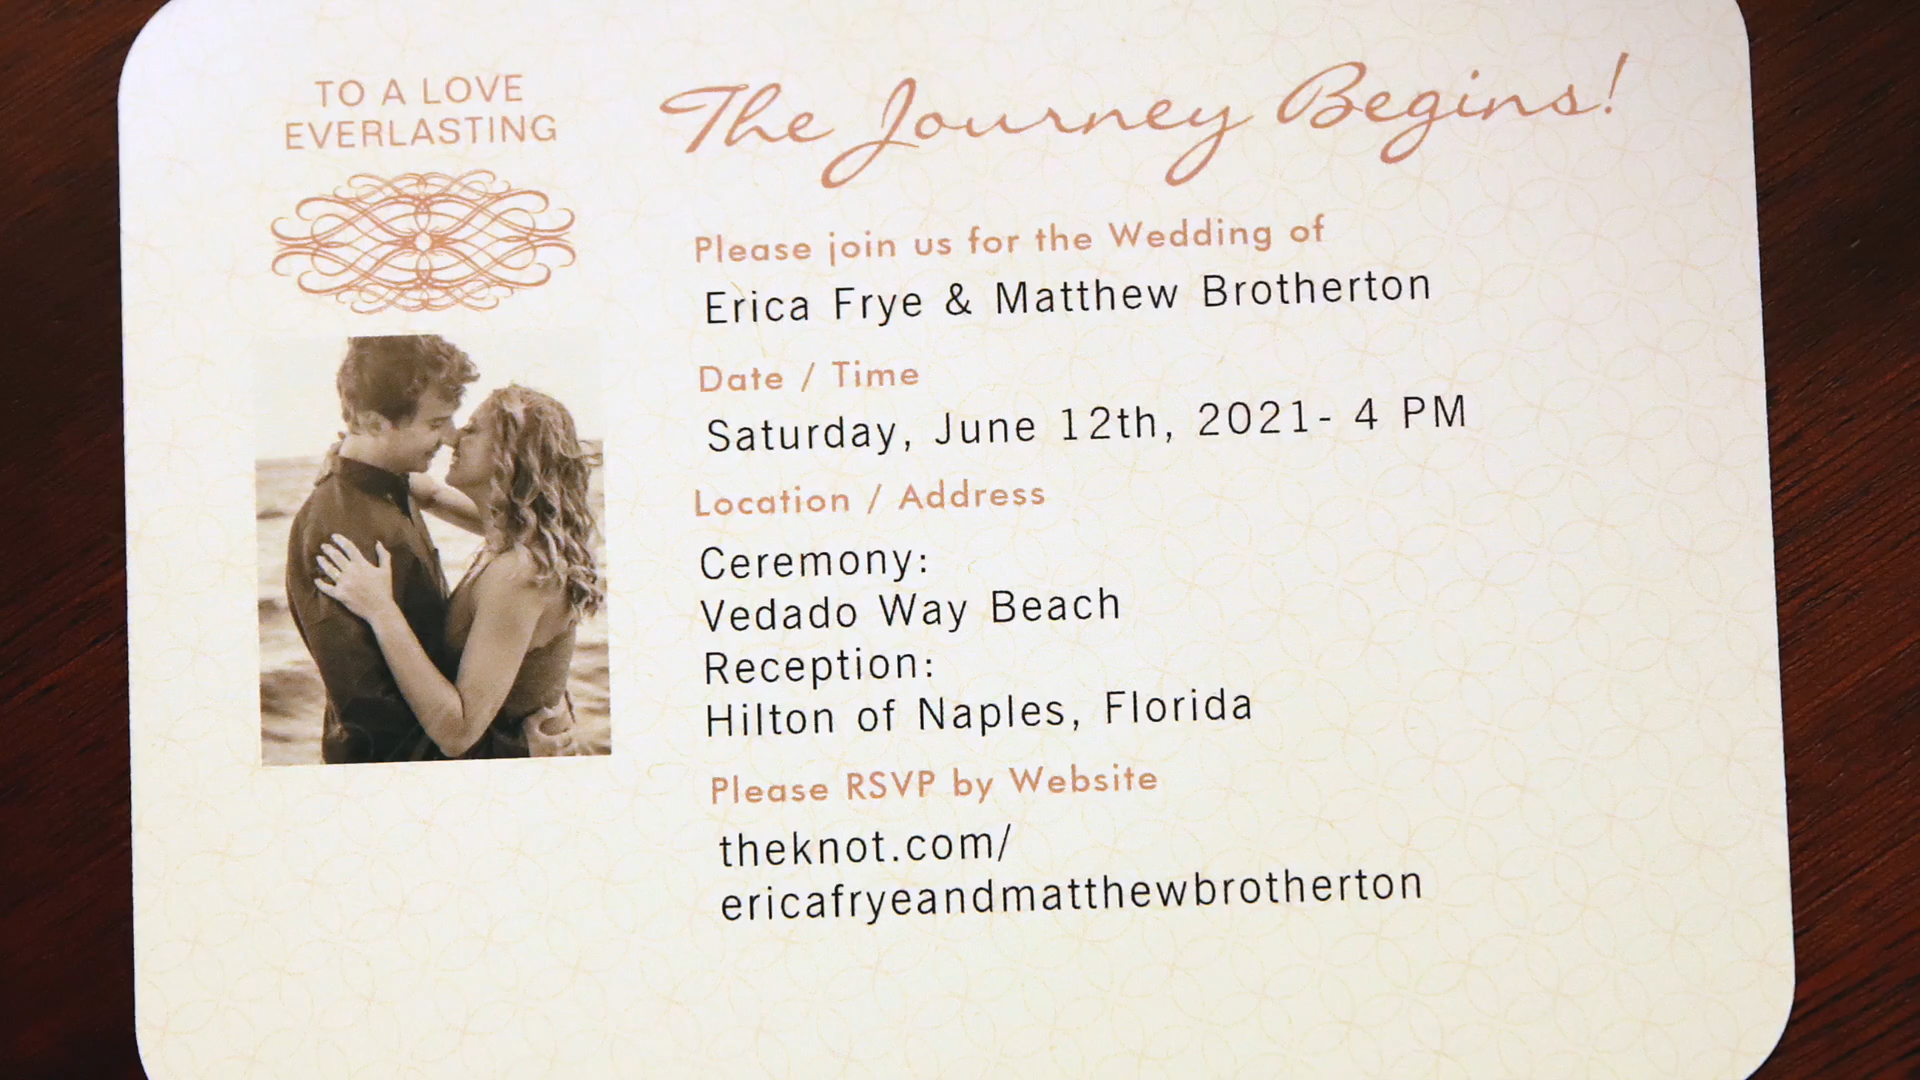 TO A LOVE
EVERLASTING
The Journey Begins!
Please join us for the Wedding of
Erica Frye & Matthew Brotherton
Date / Time
Saturday, June 12th, 2021- 4 PM
Location / Address
Ceremony:
Vedado Way Beach
Reception:
Hilton of Naples, Florida
Please RSVP by Website
theknot.com/
ericafryeandmatthewbrotherton